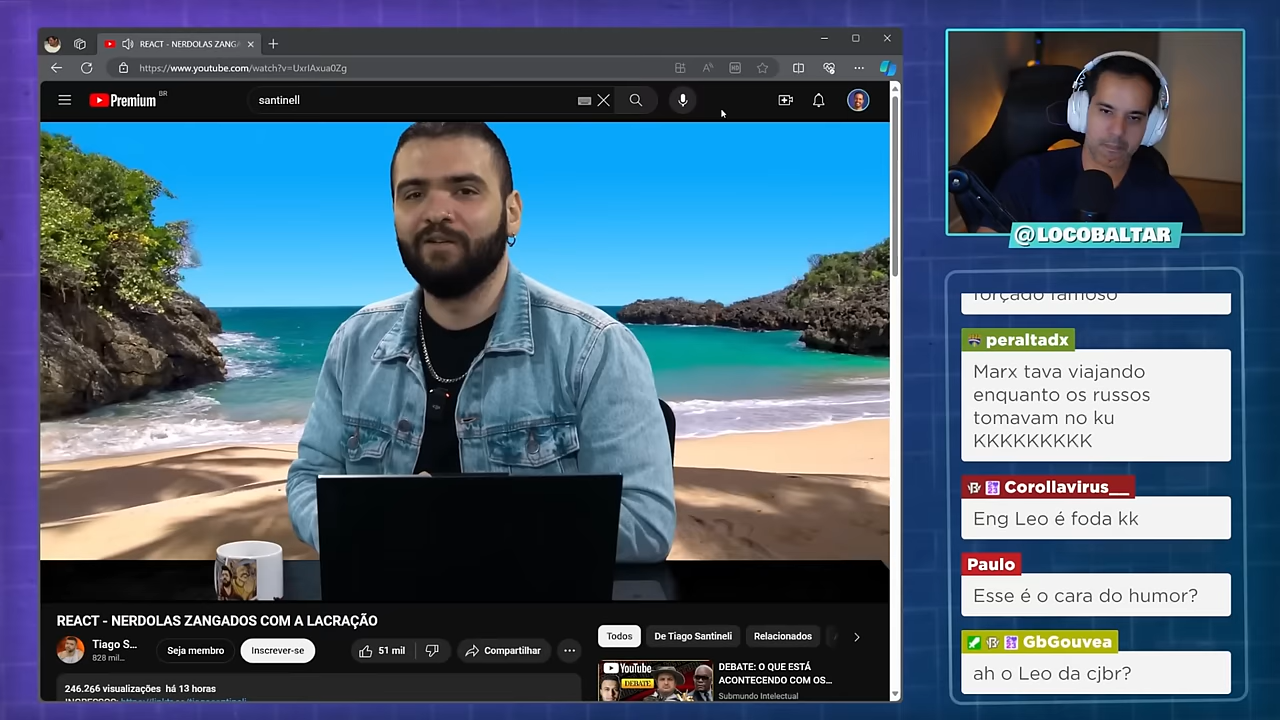 REACT - NERDOLAS ZANGA
https://www.youtube.com/watch?v=UxrlAxua0Zg
Premium BR
santinell
@LOCOBALTAR
forçado famoso
peraltadx
Marx tava viajando
enquanto os russos
tomavam no ku
KKKKKKKKK
Corollavirus__
Eng Leo é foda kk
Paulo
Esse é o cara do humor?
GbGouvea
ah o Leo da cjbr?
REACT - NERDOLAS ZANGADOS COM A LACRAÇÃO
Tiago S...
828 mil...
Seja membro
Inscrever-se
51 mil
Compartilhar
246.266 visualizações há 13 horas
Todos
De Tiago Santineli
Relacionados
YouTube
DEBATE
DEBATE: O QUE ESTÁ
ACONTECENDO COM OS...
Submundo Intelectual